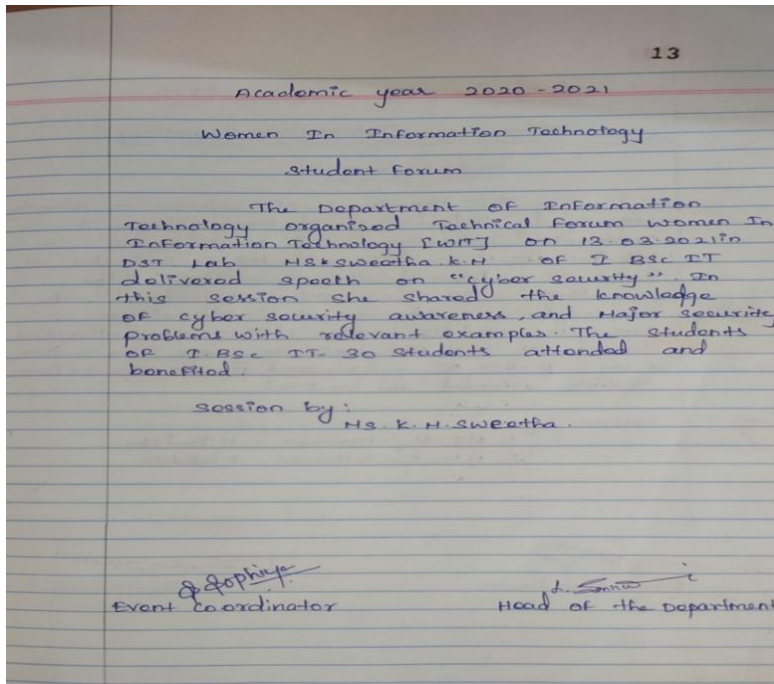 13
Academic year 2020-2021
Women In Information Technology
Student Forum
The Department of Information
Technology organised Technical Forum Women In
Information Technology [WIT] on 13.03.2021 in
DST Lab Ms. Sweetha K.M of I BSc IT
delivered speech on "cyber security". In
this session she shared the knowledge
of cyber security awareness, and Major security
problems with relevant examples. The students
of I. BSc IT- 30 students attended and
benefited.
session by:
Ms. K.M. Sweetha.
Event coordinator
Head of the Department